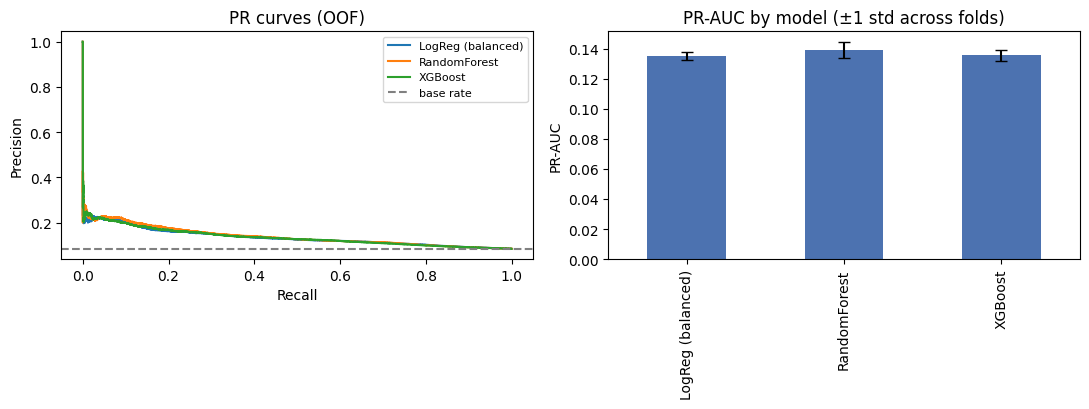 PR curves (OOF)
Precision
1.0
0.8
0.6
0.4
0.2
LogReg (balanced)
RandomForest
XGBoost
base rate
0.0 0.2 0.4 0.6 0.8 1.0
Recall
PR-AUC by model (±1 std across folds)
PR-AUC
0.14
0.12
0.10
0.08
0.06
0.04
0.02
0.00
LogReg (balanced)
RandomForest
XGBoost